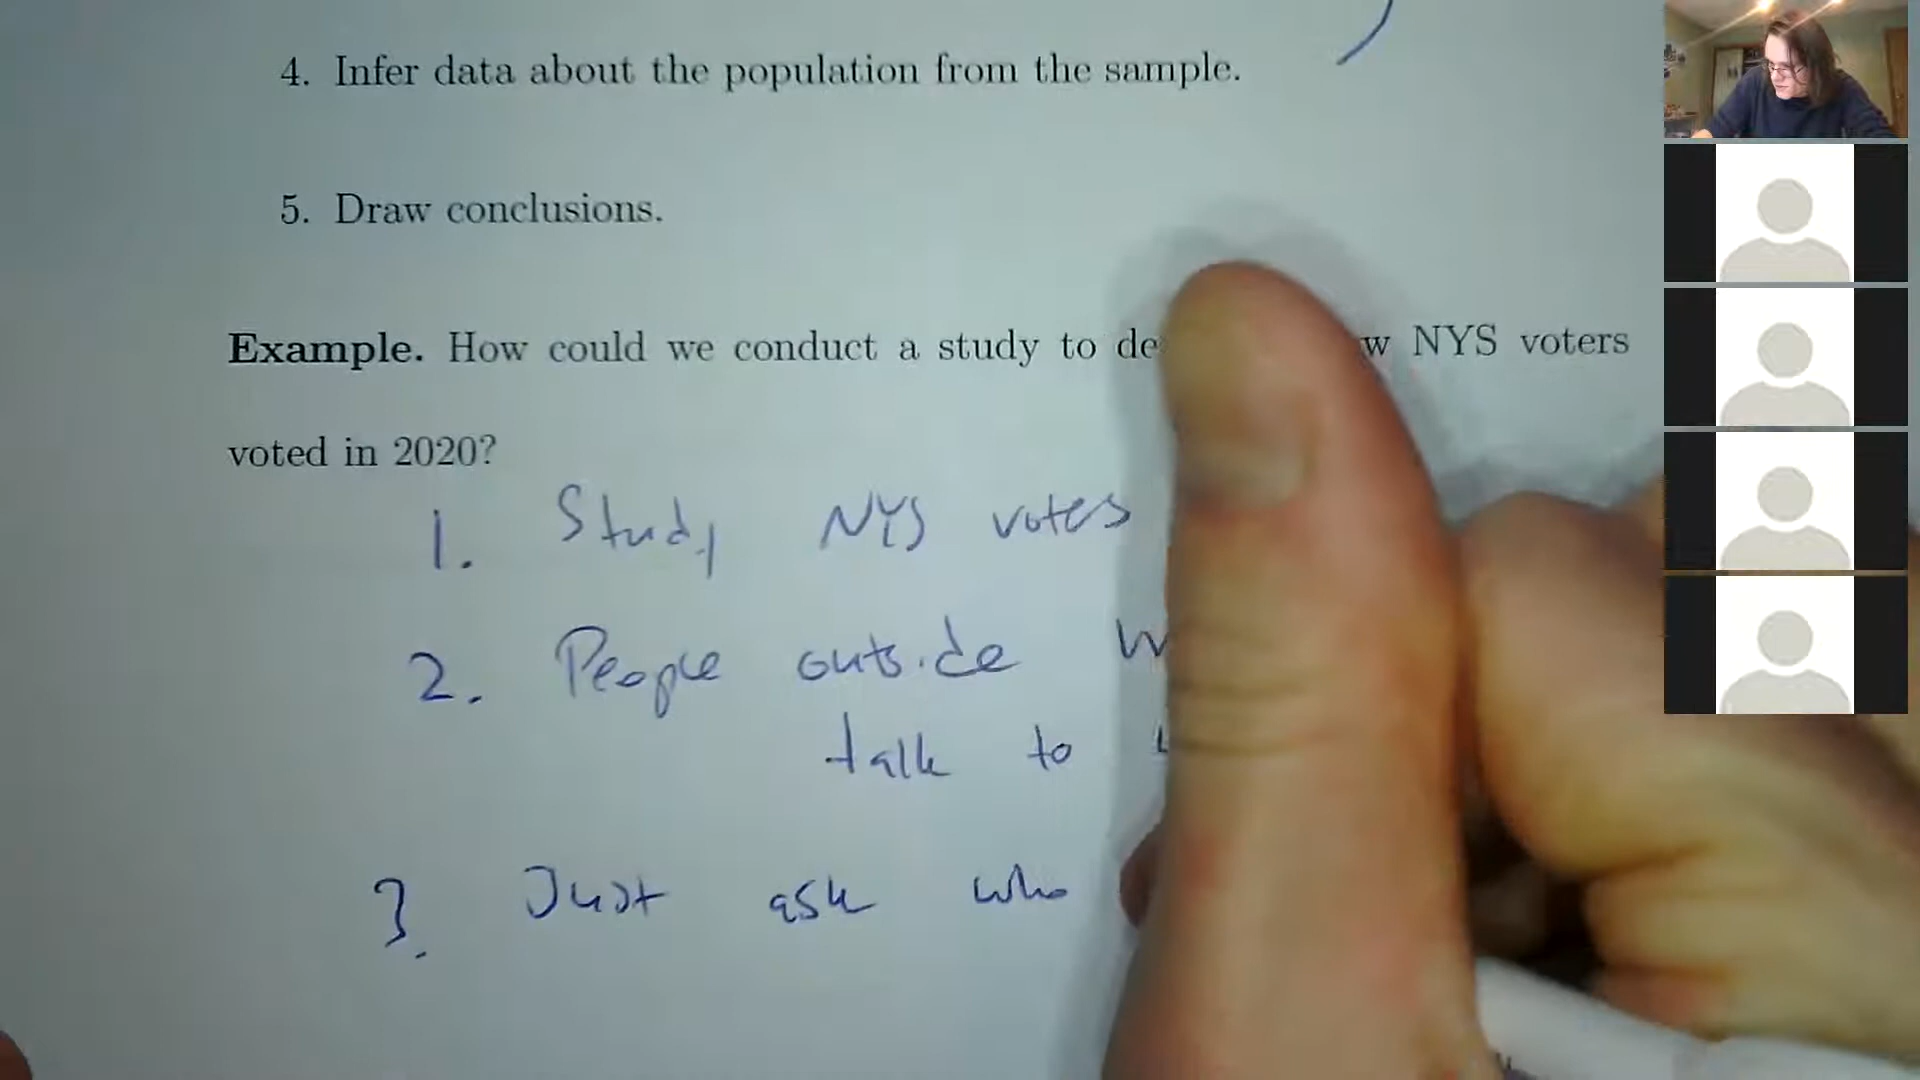 4. Infer data about the population from the sample.
5. Draw conclusions.
Example. How could we conduct a study to NYS voters
voted in 2020?
1. Study NYS voters
2. People outside
talk to
3. Just ask who